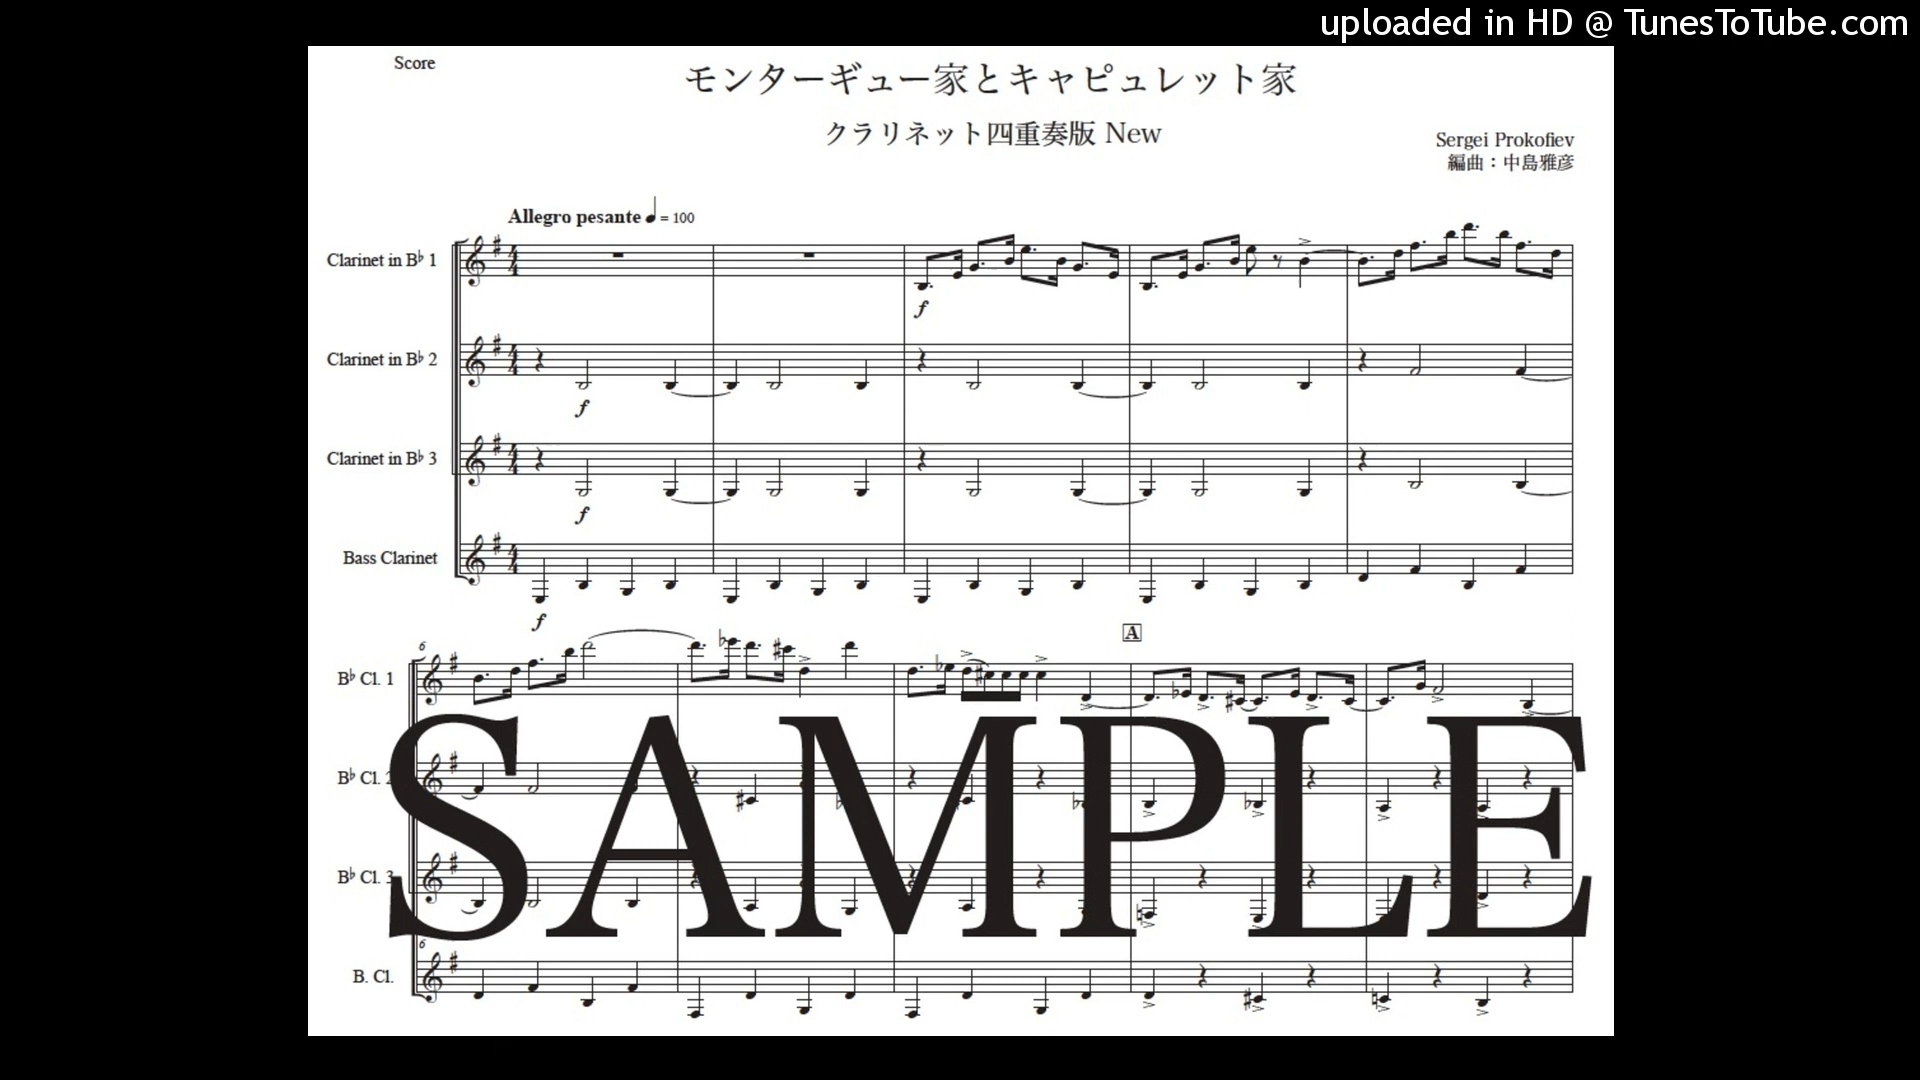 uploaded in HD @ TunesToTube.com
Score
モンターギュー家とキャピュレット家
クラリネット四重奏版 New
Sergei Prokofiev
編曲：中島雅彦
Allegro pesante ♩= 100
Clarinet in B♭ 1
f
Clarinet in B♭ 2
f
Clarinet in B♭ 3
f
Bass Clarinet
f
A
6
B♭ Cl. 1
B♭ Cl. 2
B♭ Cl. 3
6
B. Cl.
SAMPLE